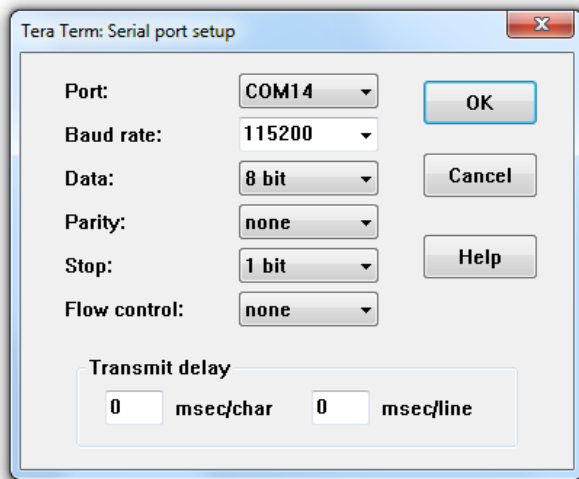 Tera Term: Serial port setup
Port: COM14
OK
Baud rate: 115200
Data: 8 bit
Cancel
Parity: none
Stop: 1 bit
Help
Flow control: none
Transmit delay
0 msec/char 0 msec/line